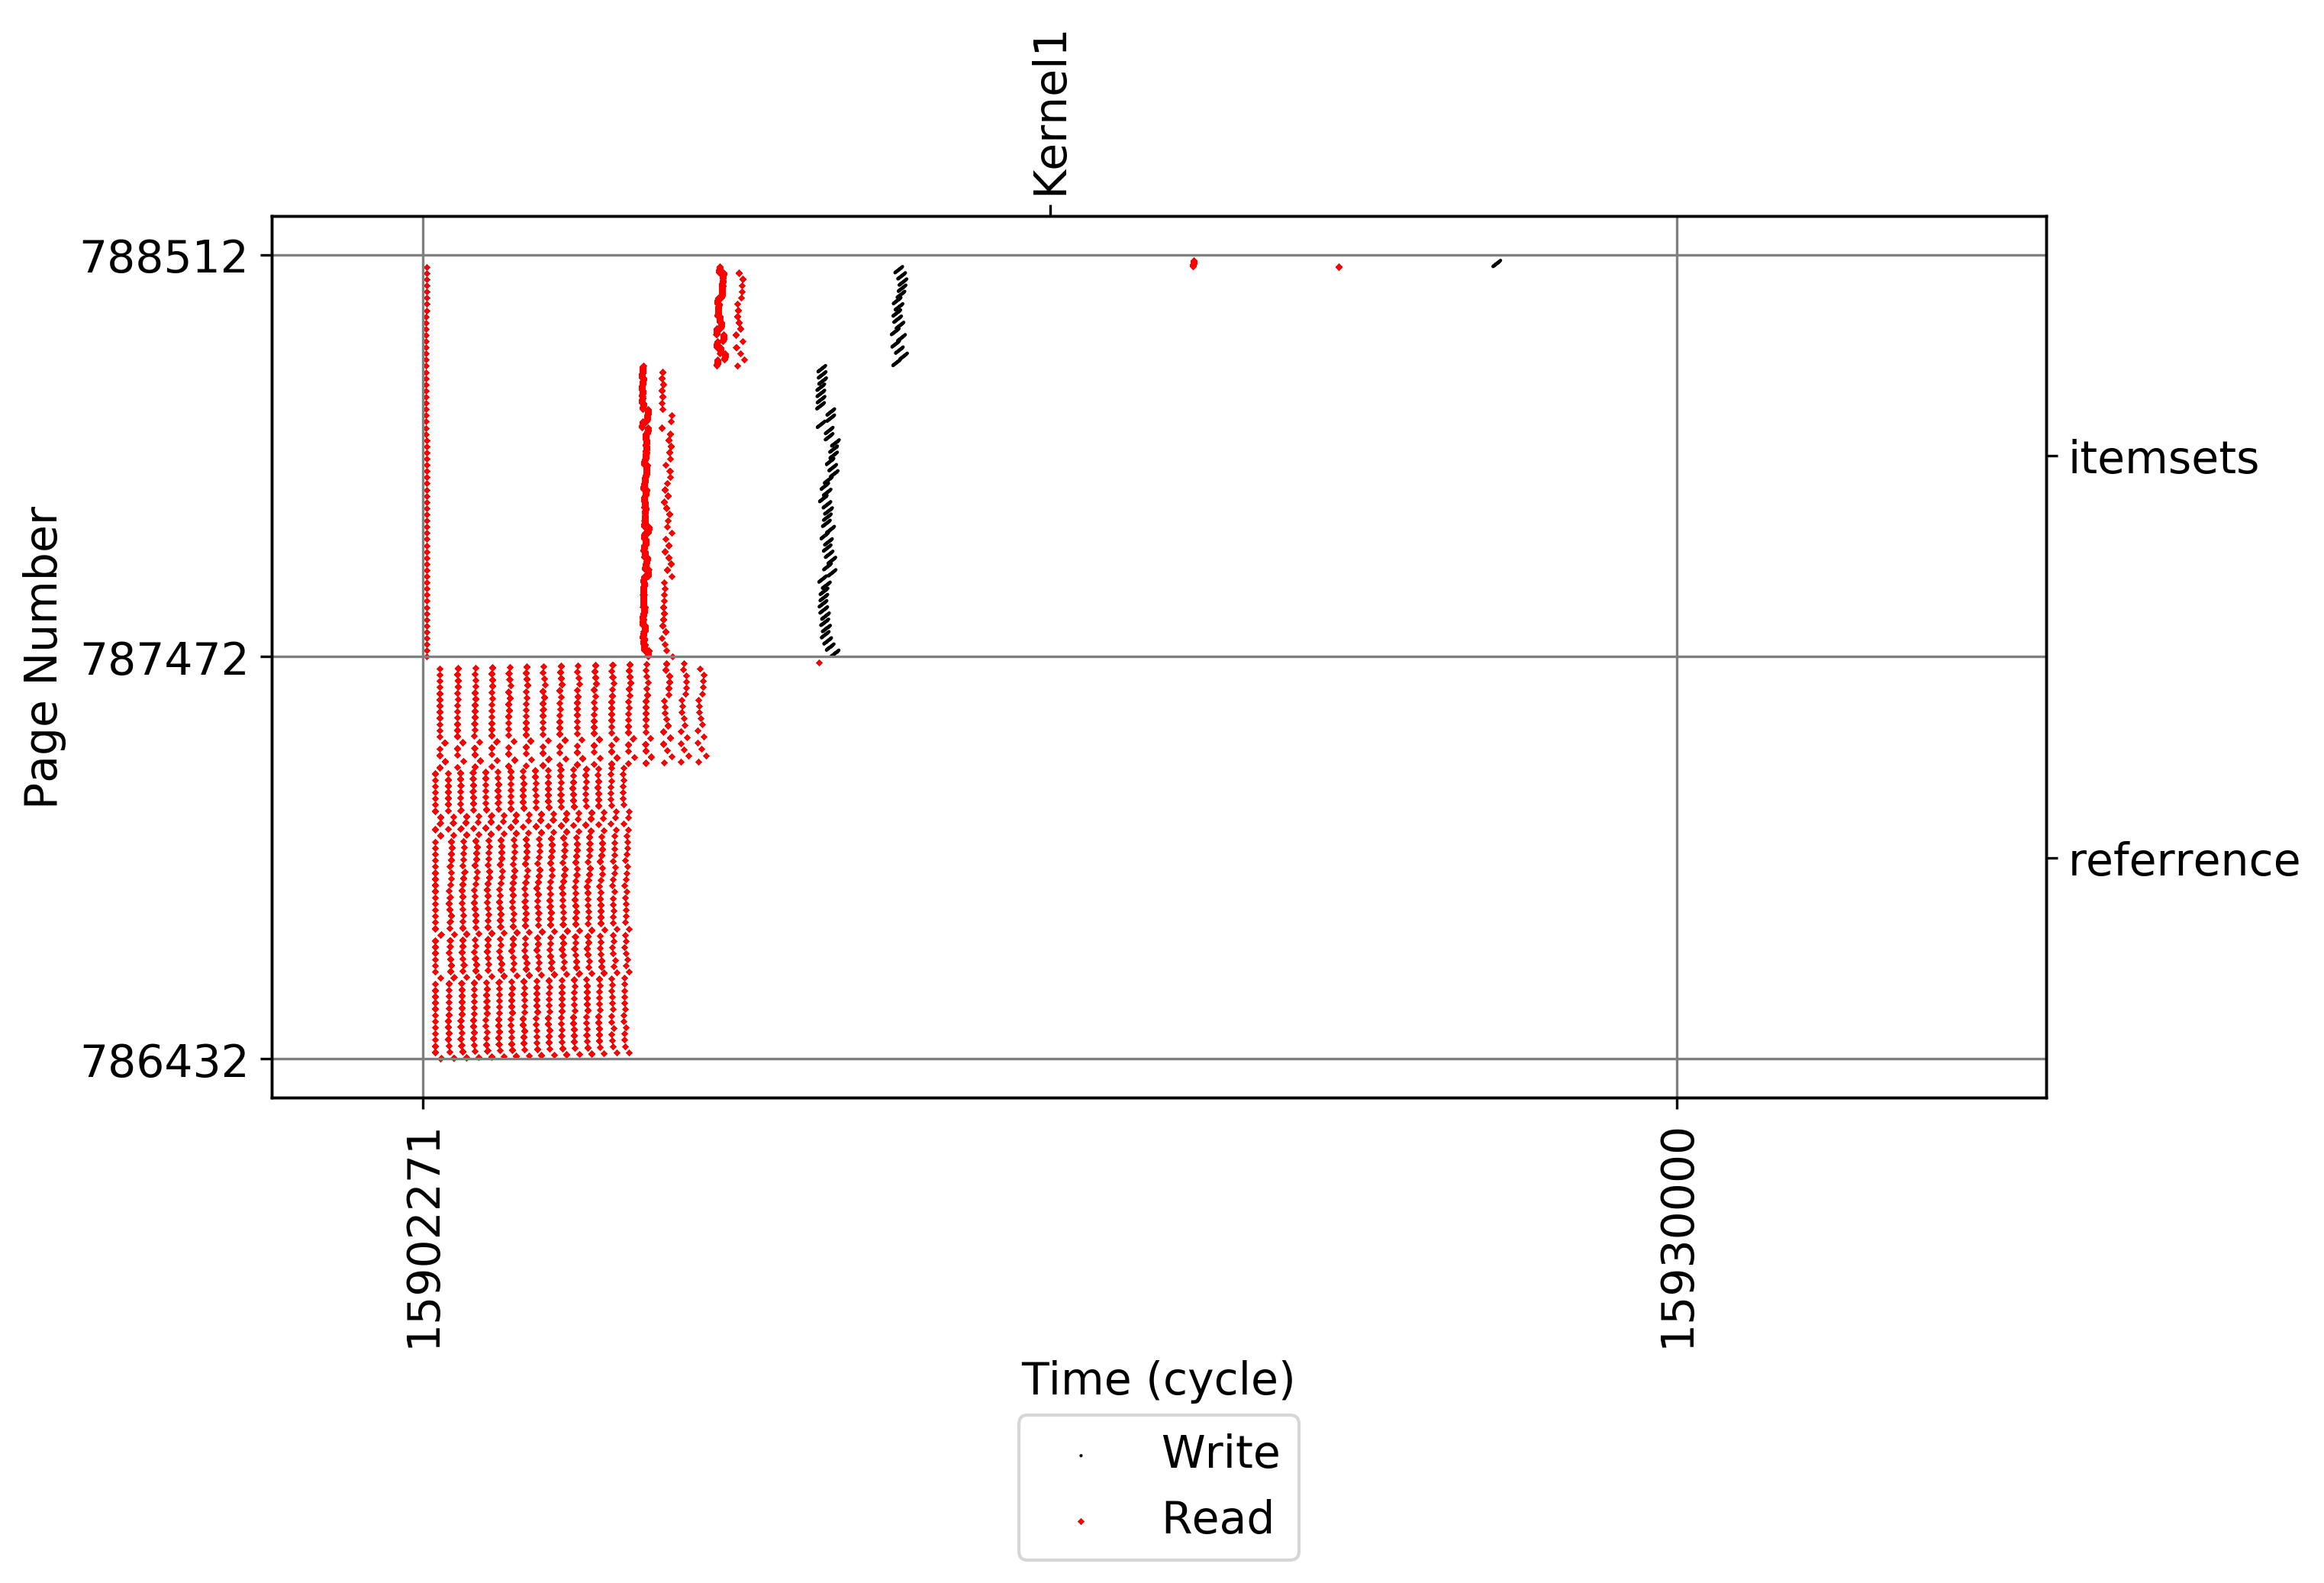 Kernel1
788512
787472
786432
Page Number
itemsets
referrence
15902271
15930000
Time (cycle)
Write
Read